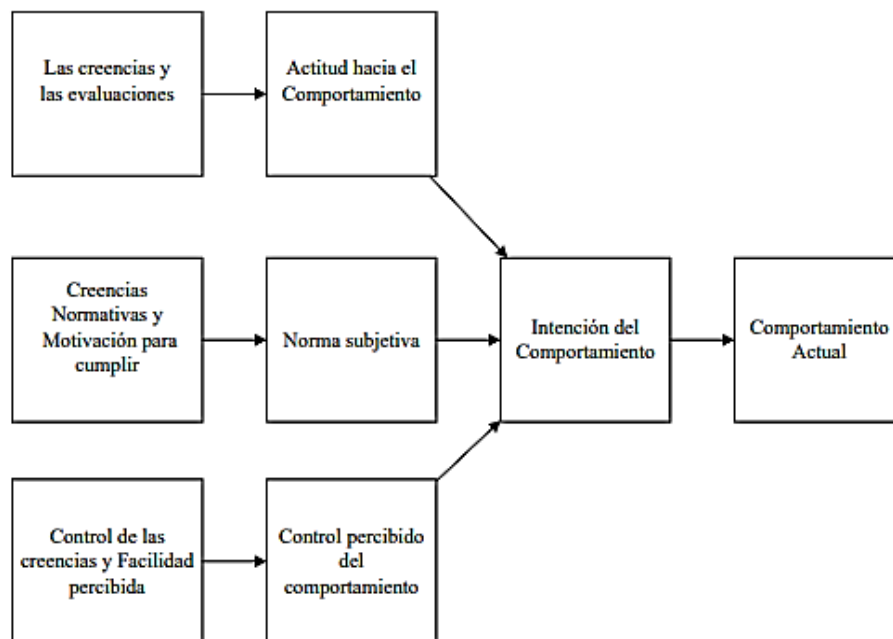 Las creencias y
las evaluaciones
Actitud hacia el
Comportamiento
Creencias
Normativas y
Motivación para
cumplir
Norma subjetiva
Intención del
Comportamiento
Comportamiento
Actual
Control de las
creencias y Facilidad
percibida
Control percibido
del
comportamiento